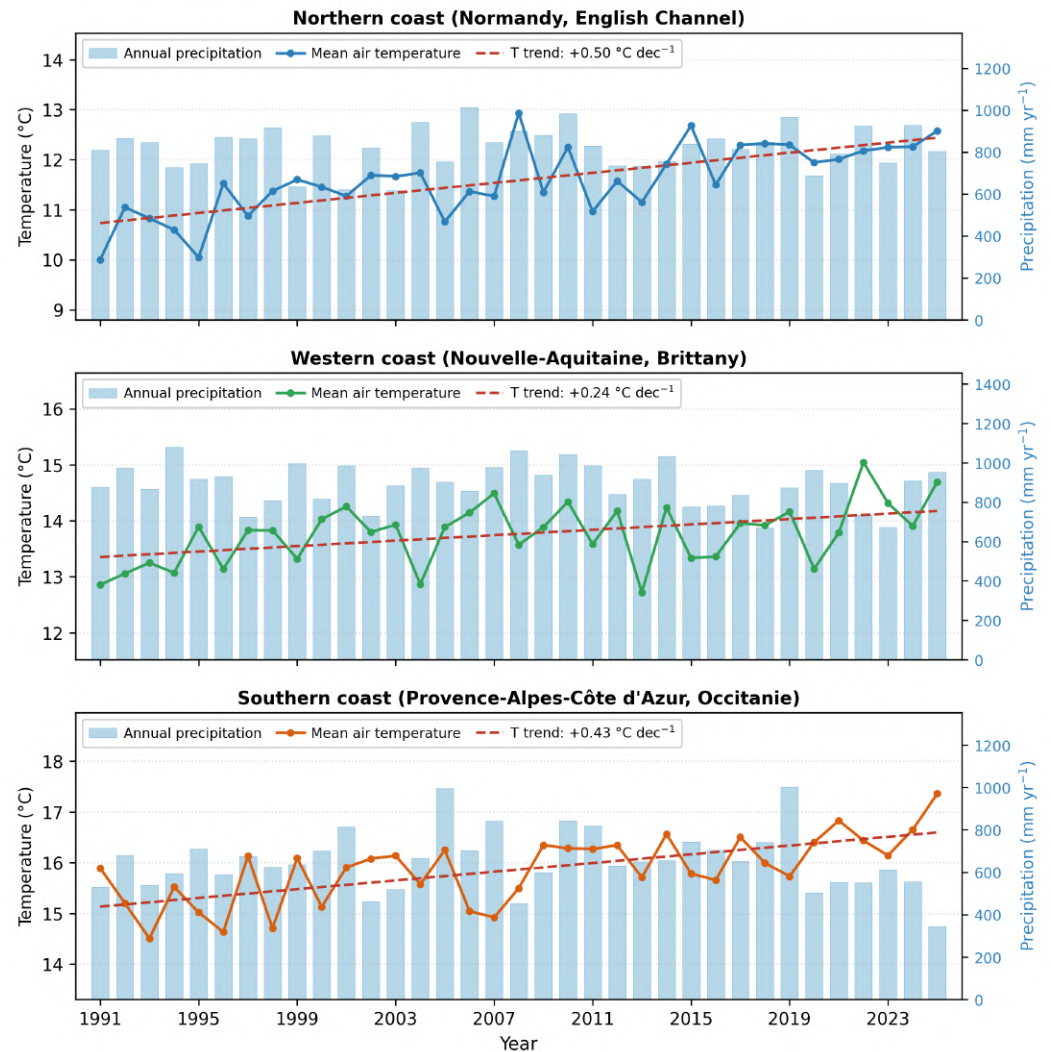 Northern coast (Normandy, English Channel)
Annual precipitation Mean air temperature T trend: +0.50 °C dec⁻¹
Temperature (°C)
14
13
12
11
10
9
Precipitation (mm yr⁻¹)
1200
1000
800
600
400
200
0
Western coast (Nouvelle-Aquitaine, Brittany)
Annual precipitation Mean air temperature T trend: +0.24 °C dec⁻¹
Temperature (°C)
16
15
14
13
12
Precipitation (mm yr⁻¹)
1400
1200
1000
800
600
400
200
0
Southern coast (Provence-Alpes-Côte d'Azur, Occitanie)
Annual precipitation Mean air temperature T trend: +0.43 °C dec⁻¹
Temperature (°C)
18
17
16
15
14
Precipitation (mm yr⁻¹)
1200
1000
800
600
400
200
0
1991 1995 1999 2003 2007 2011 2015 2019 2023
Year